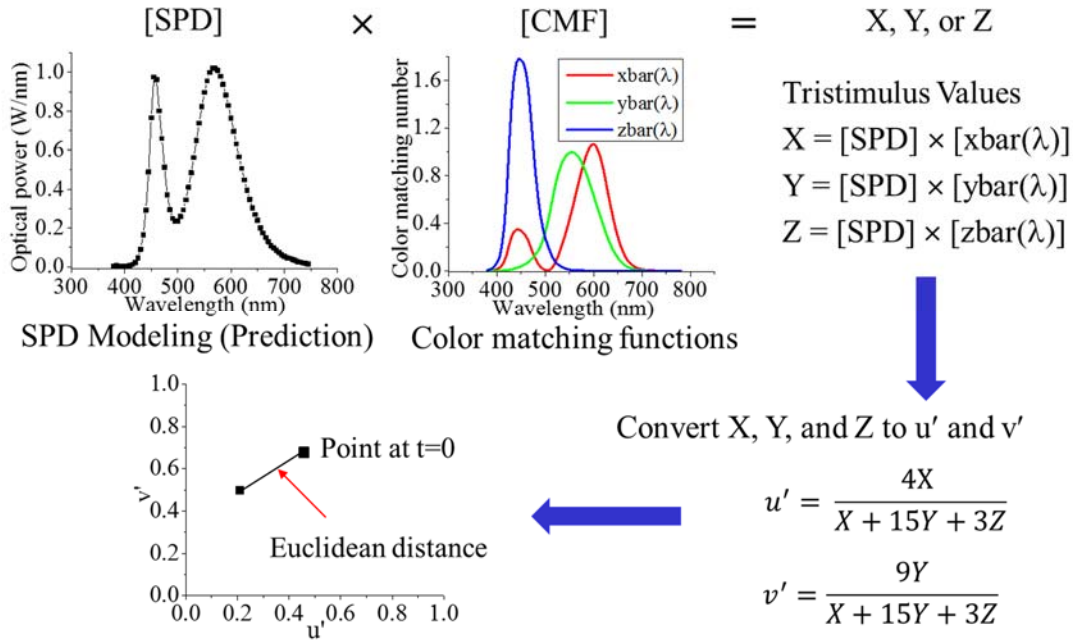 [SPD] × [CMF] = X, Y, or Z
Optical power (W/nm)
1.0
0.8
0.6
0.4
0.2
0.0
300 400 500 600 700 800
Wavelength (nm)
SPD Modeling (Prediction)
Color matching number
1.6
1.2
0.8
0.4
0.0
xbar(λ)
ybar(λ)
zbar(λ)
300 400 500 600 700 800
Wavelength (nm)
Color matching functions
Tristimulus Values
X = [SPD] × [xbar(λ)]
Y = [SPD] × [ybar(λ)]
Z = [SPD] × [zbar(λ)]
Convert X, Y, and Z to u′ and v′
u′ = 4X / X + 15Y + 3Z
v′ = 9Y / X + 15Y + 3Z
v'
1.0
0.8
0.6
0.4
0.2
0.0
Point at t=0
Euclidean distance
0.0 0.2 0.4 0.6 0.8 1.0
u'